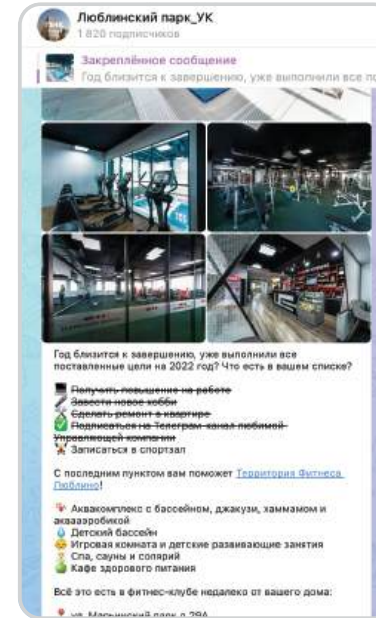 Люблинский парк_УК
1 820 подписчиков
Закреплённое сообщение
Год близится к завершению, уже выполнили все
Год близится к завершению, уже выполнили все
поставленные цели на 2022 год? Что есть в вашем списке?
Получить повышение на работе
Завести новое хобби
Сделать ремонт в квартире
Подписаться на Телеграм-канал любимой
Управляющей компании
Записаться в спортзал
С последним пунктом вам поможет Территория Фитнеса
Люблино!
Аквакомплекс с бассейном, джакузи, хаммамом и
аквааэробикой
Детский бассейн
Игровая комната и детские развивающие занятия
Спа, сауны и солярий
Кафе здорового питания
Всё это есть в фитнес-клубе недалеко от вашего дома:
ул. Марьинский парк д 29А